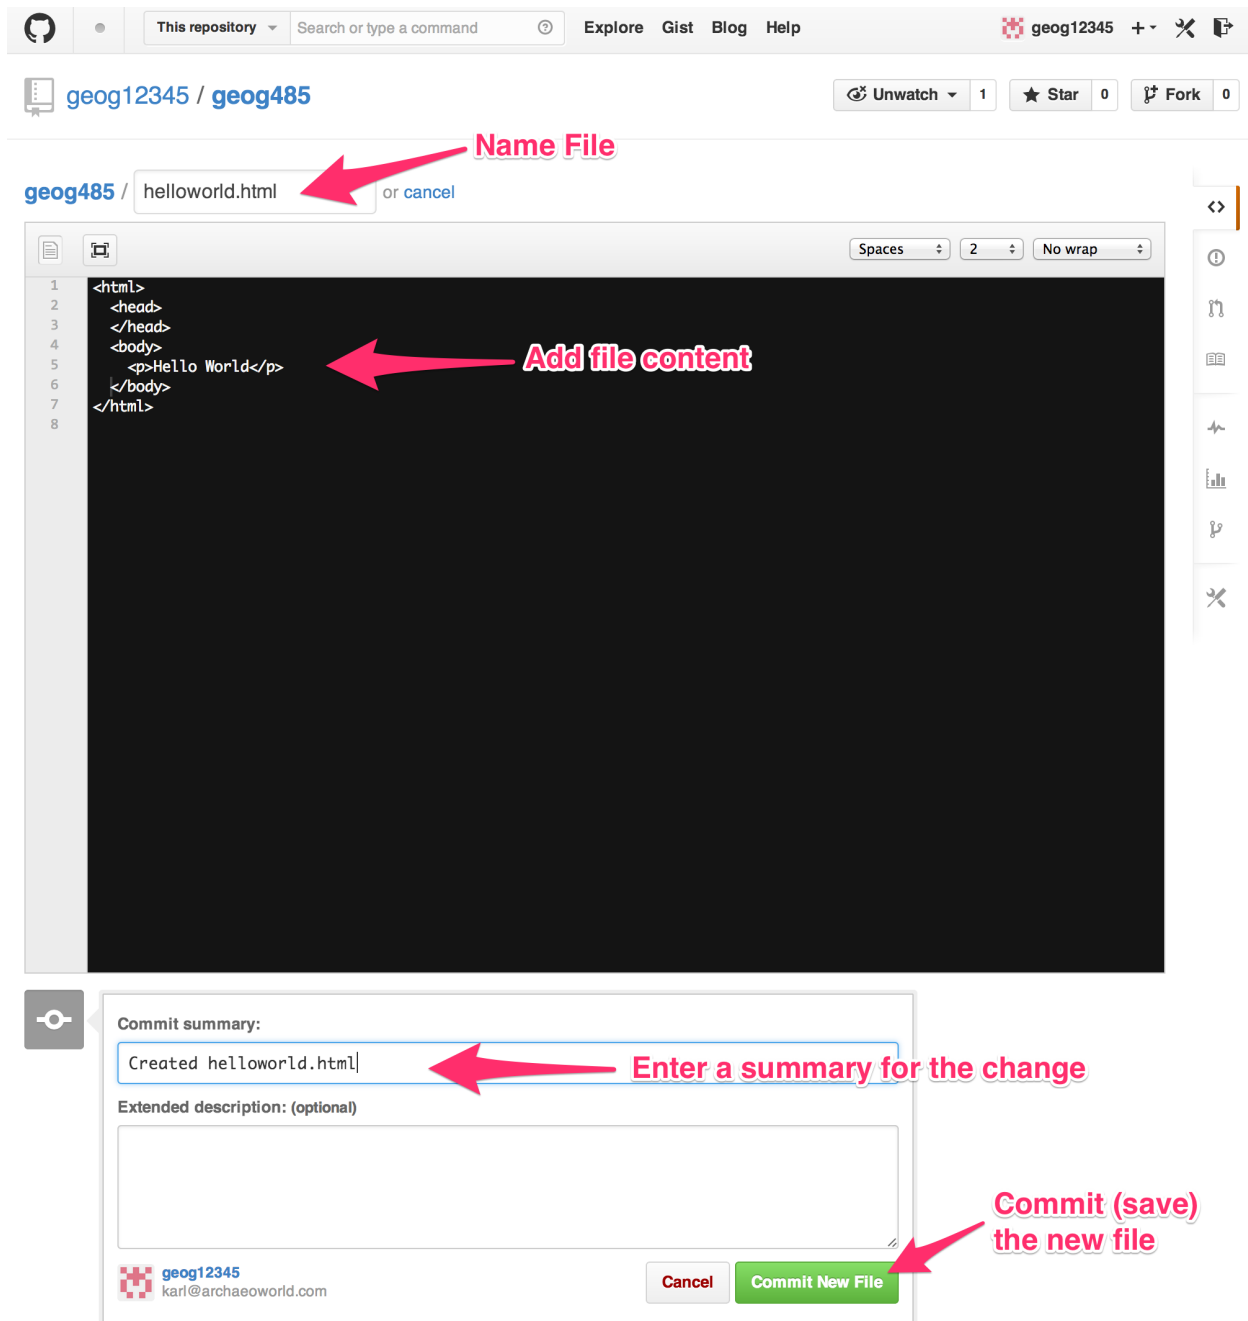 This repository Search or type a command Explore Gist Blog Help geog12345
geog12345 / geog485 Unwatch 1 Star 0 Fork 0
Name File
geog485 / helloworld.html or cancel
Spaces 2 No wrap
1 <html>
2 <head>
3 </head>
4 <body>
5 <p>Hello World</p>
Add file content
6 </body>
7 </html>
8
Commit summary:
Created helloworld.html
Enter a summary for the change
Extended description: (optional)
Commit (save)
the new file
geog12345
karl@archaeoworld.com
Cancel Commit New File